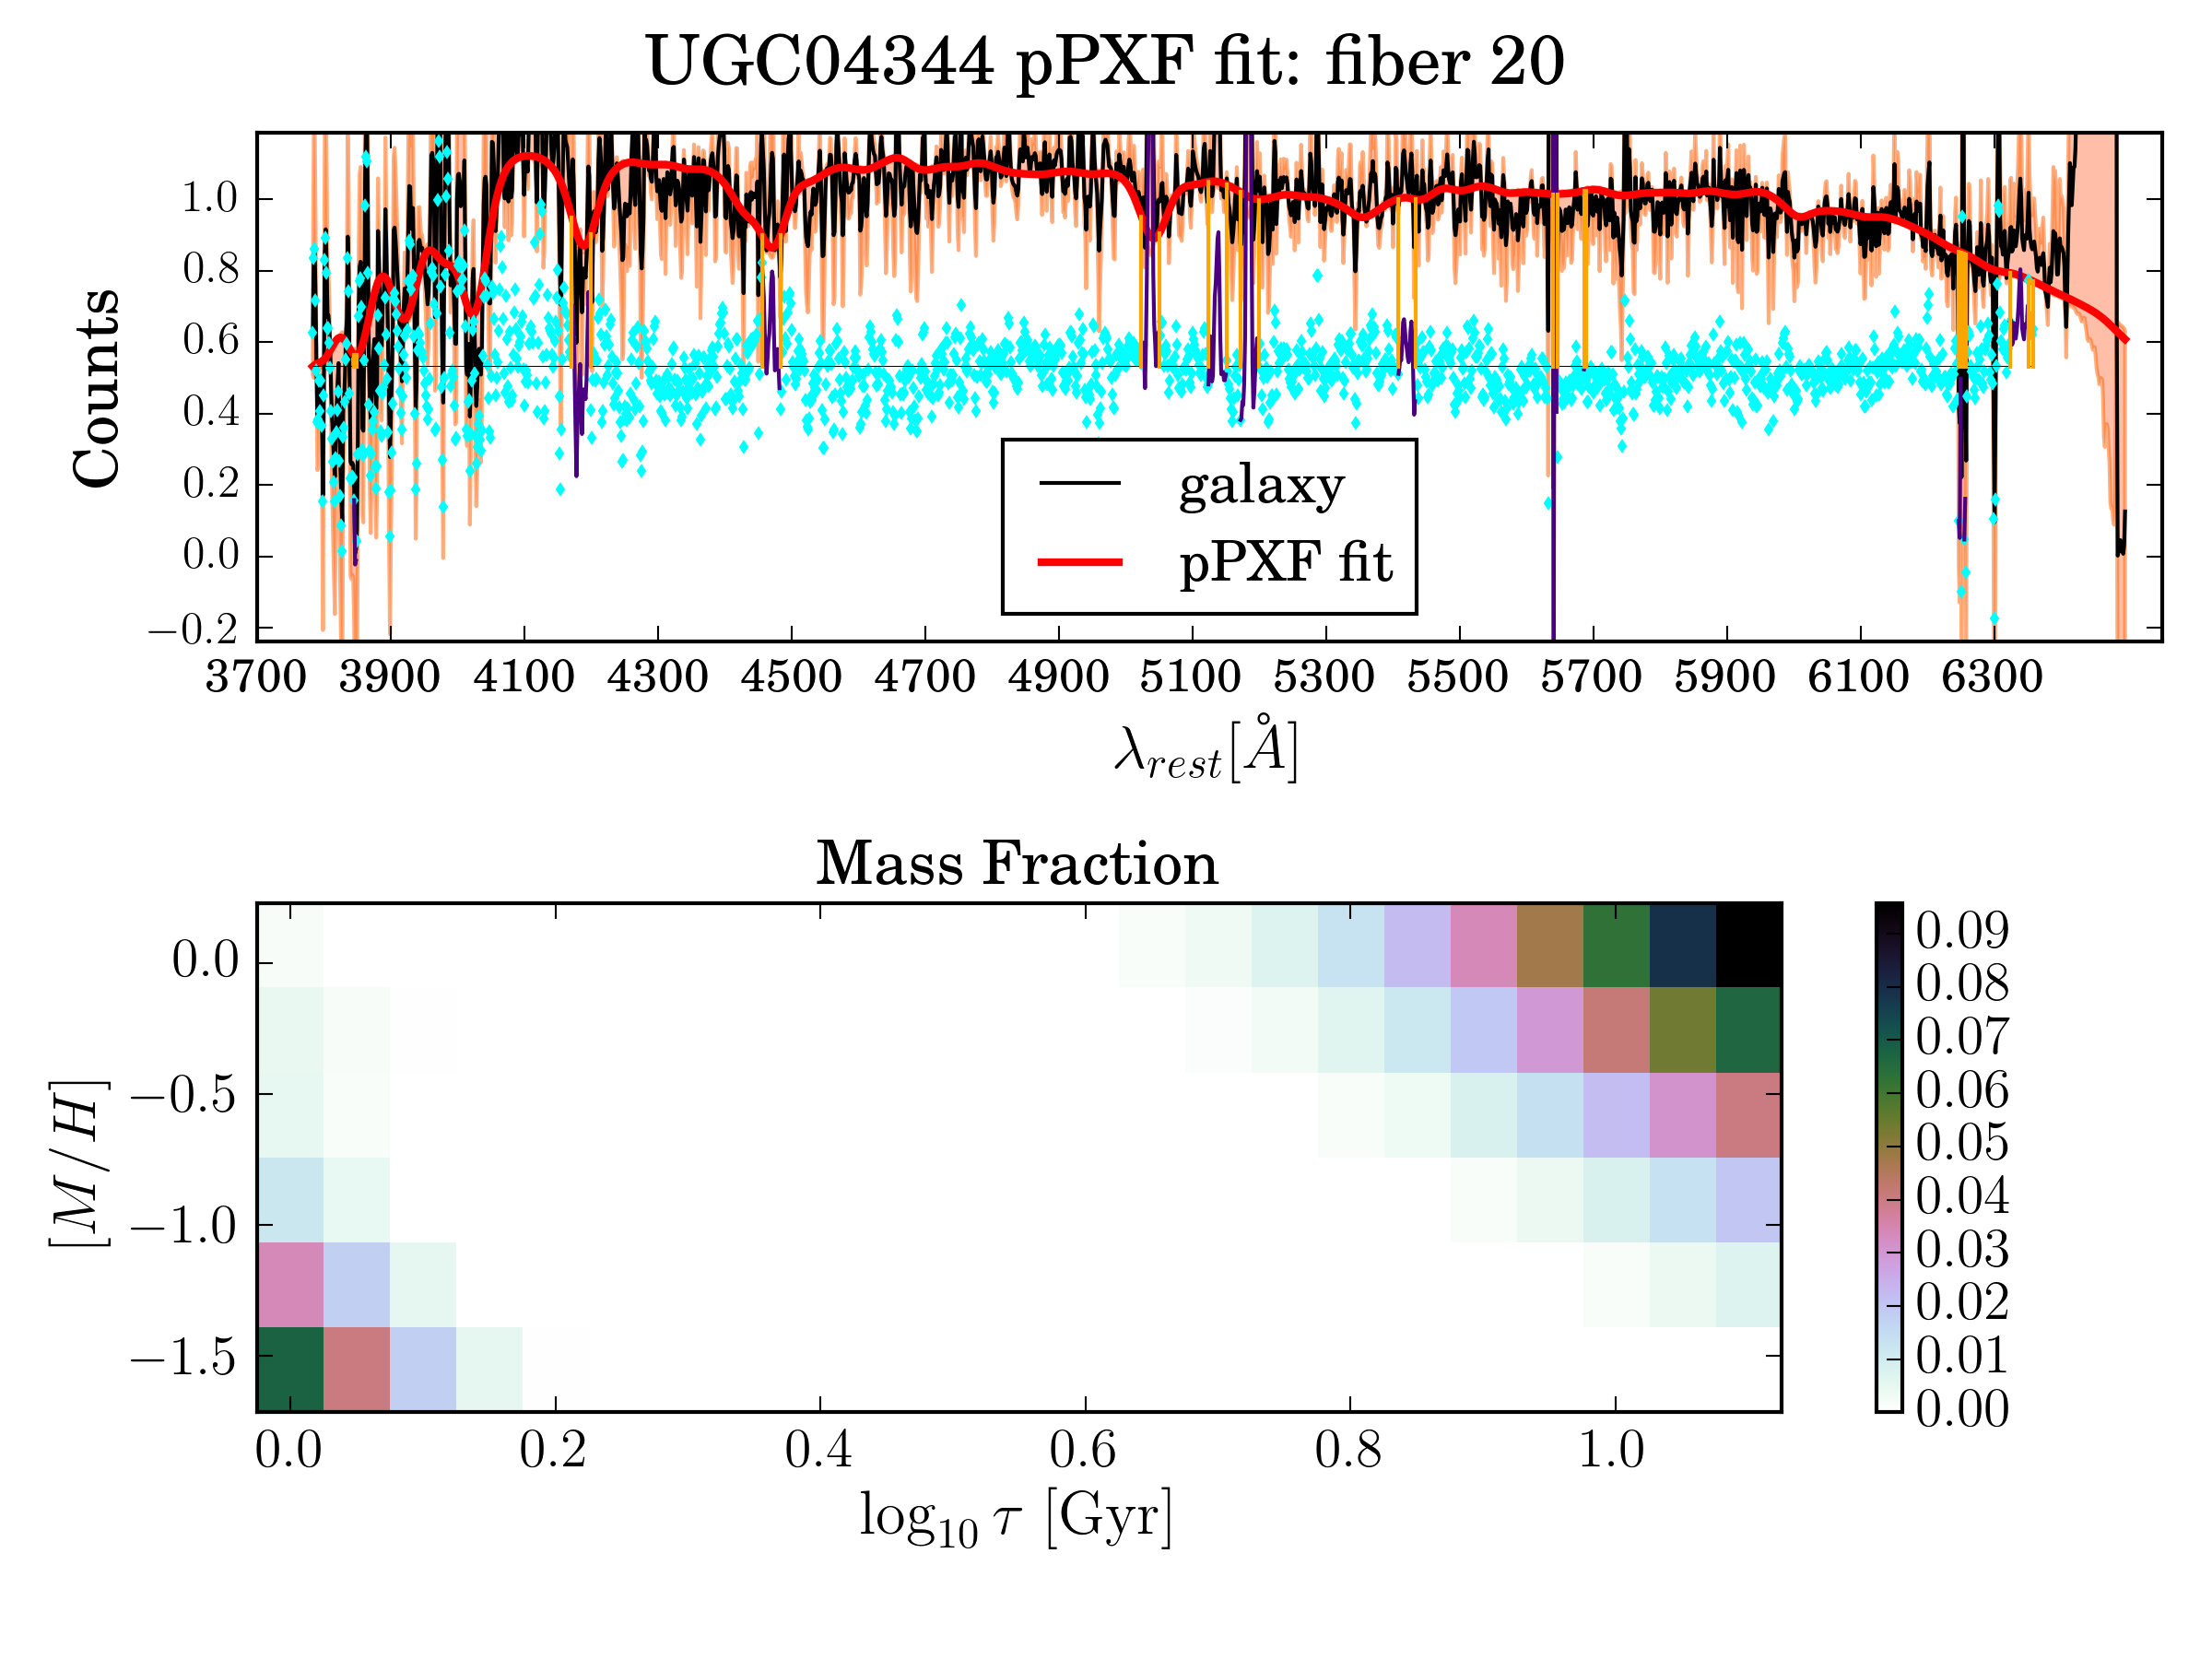 UGC04344 pPXF fit: fiber 20
Counts
1.0
0.8
0.6
0.4
0.2
0.0
−0.2
galaxy
pPXF fit
3700 3900 4100 4300 4500 4700 4900 5100 5300 5500 5700 5900 6100 6300
λrest[Å]
Mass Fraction
[M/H]
0.0
−0.5
−1.0
−1.5
0.0 0.2 0.4 0.6 0.8 1.0
log10 τ [Gyr]
0.09
0.08
0.07
0.06
0.05
0.04
0.03
0.02
0.01
0.00